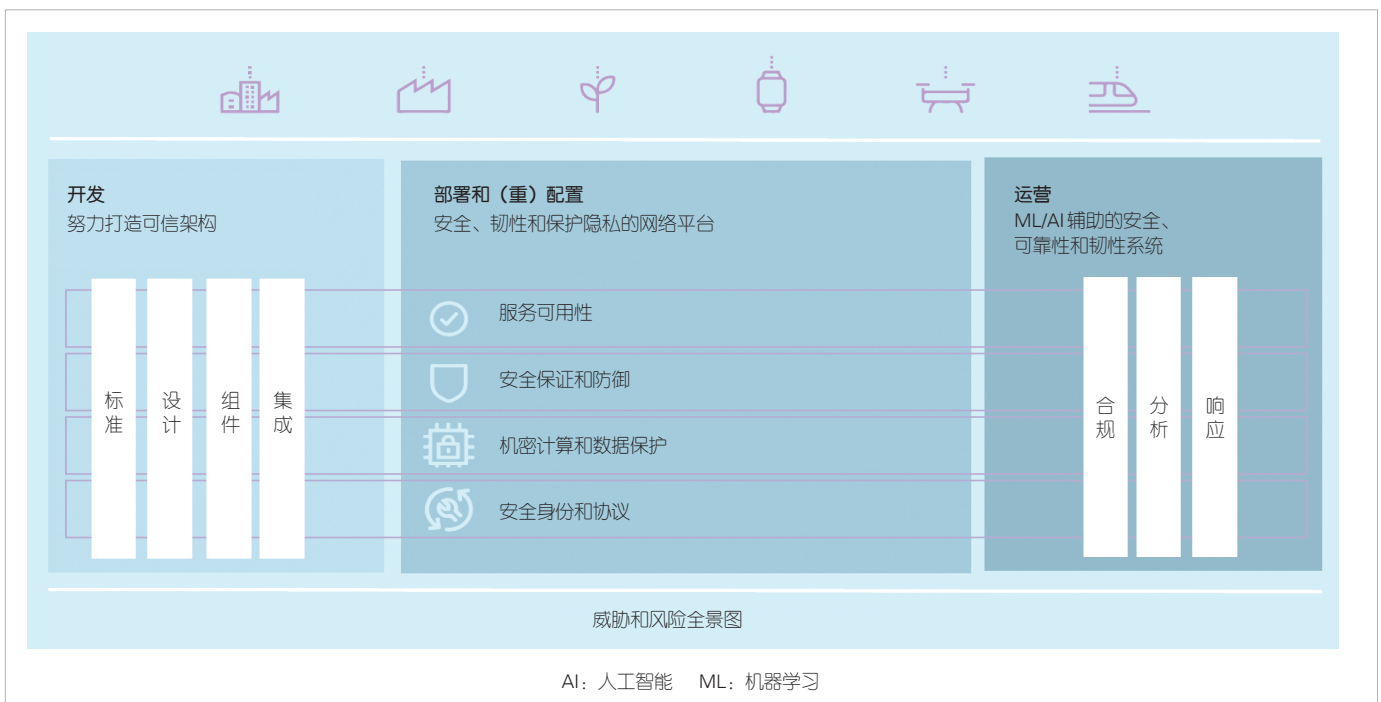 开发
努力打造可信架构
部署和（重）配置
安全、韧性和保护隐私的网络平台
运营
ML/AI辅助的安全、
可靠性和韧性系统
标准
设计
组件
集成
服务可用性
安全保证和防御
机密计算和数据保护
安全身份和协议
合规
分析
响应
威胁和风险全景图
AI：人工智能 ML：机器学习